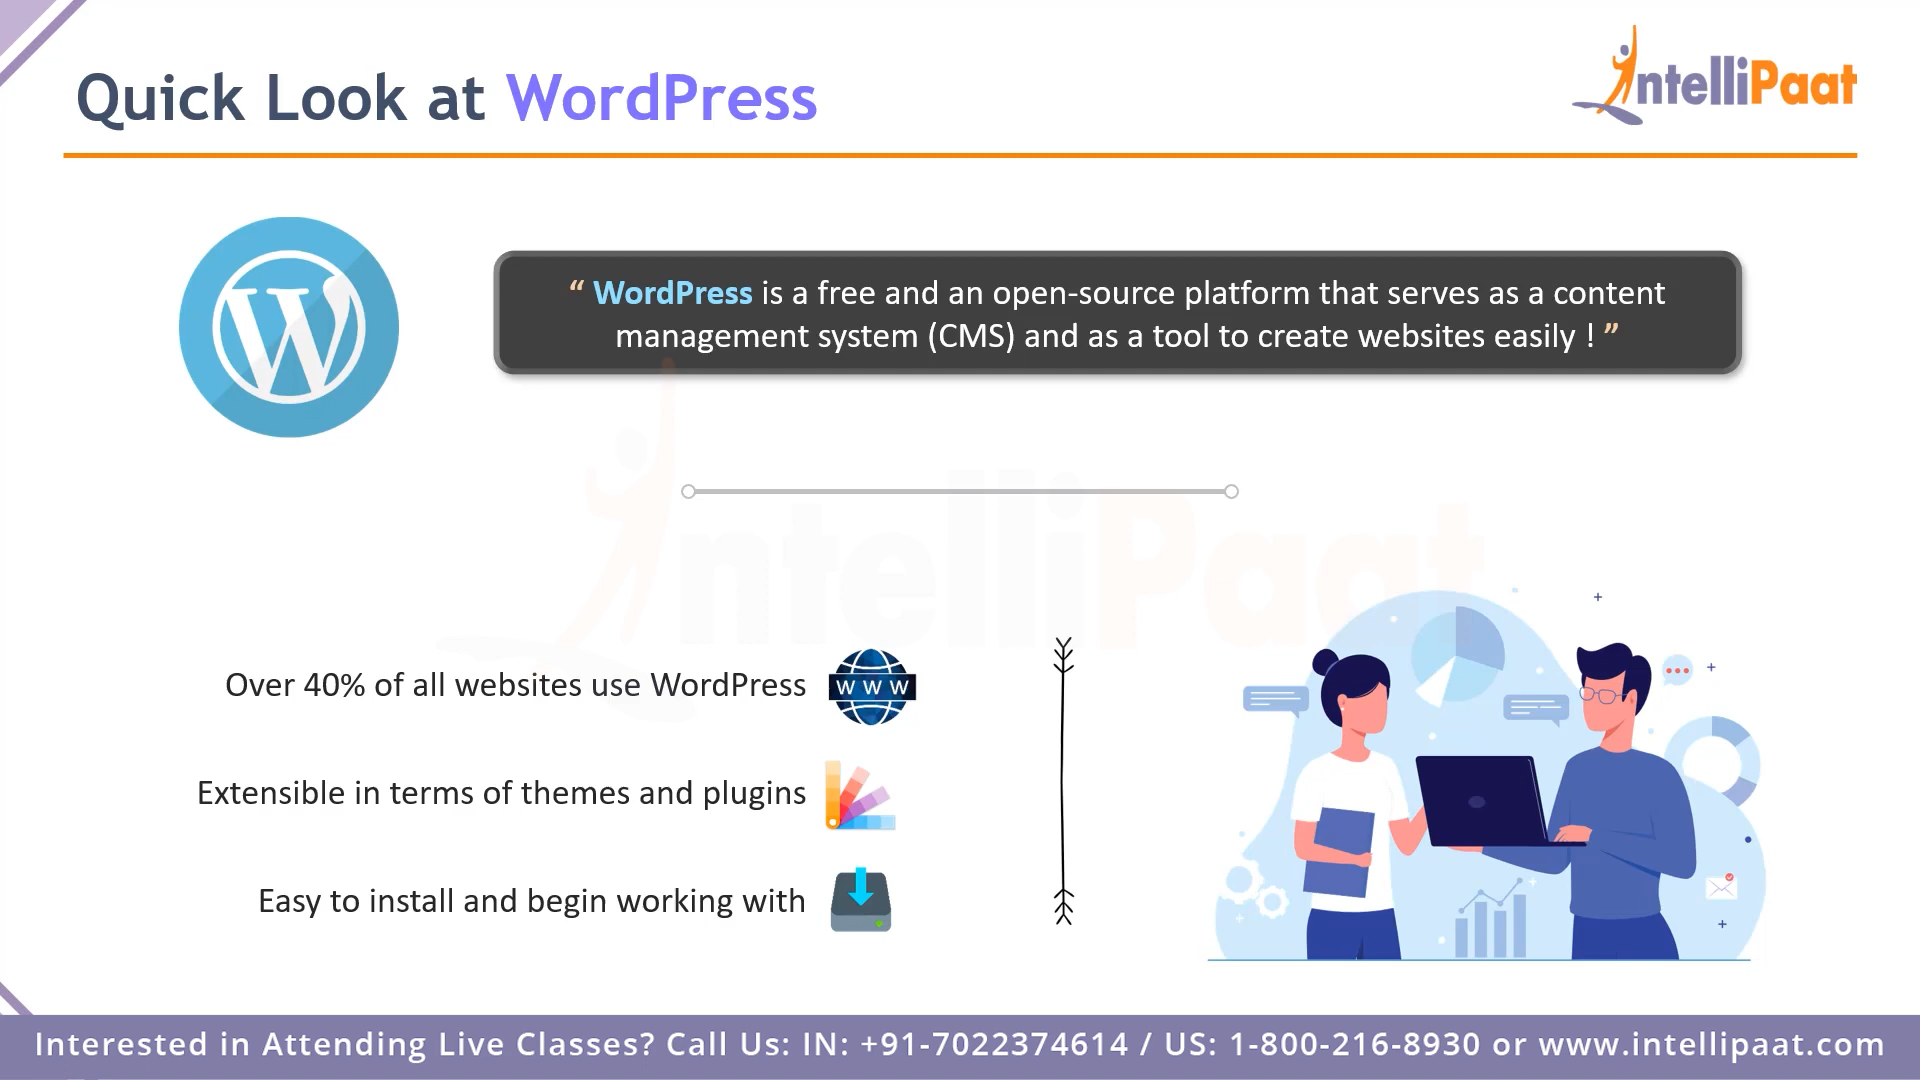 Quick Look at WordPress
IntelliPaat
“ WordPress is a free and an open-source platform that serves as a content
management system (CMS) and as a tool to create websites easily ! ”
IntelliPaat
Over 40% of all websites use WordPress
WWW
Extensible in terms of themes and plugins
Easy to install and begin working with
Interested in Attending Live Classes? Call Us: IN: +91-7022374614 / US: 1-800-216-8930 or www.intellipaat.com